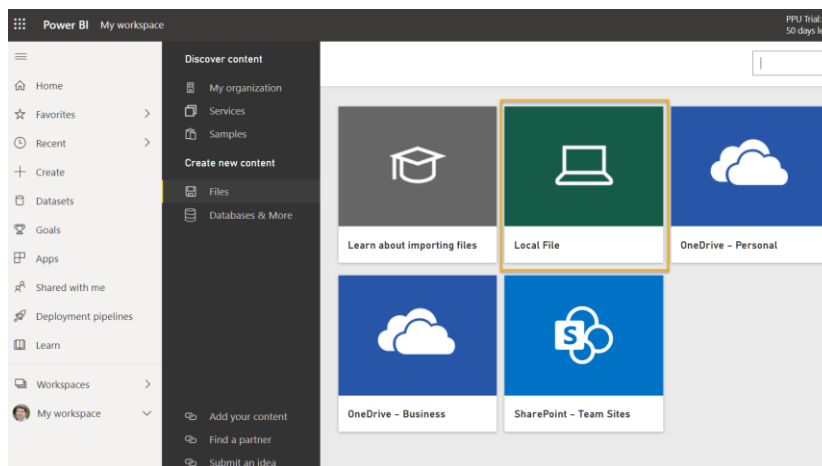 Power BI My workspace
PPU Trial:
50 days
Home
Favorites
Recent
Create
Datasets
Goals
Apps
Shared with me
Deployment pipelines
Learn
Workspaces
My workspace
Discover content
My organization
Services
Samples
Create new content
Files
Databases & More
Add your content
Find a partner
Submit an idea
Learn about importing files
Local File
OneDrive – Personal
OneDrive – Business
S
SharePoint – Team Sites